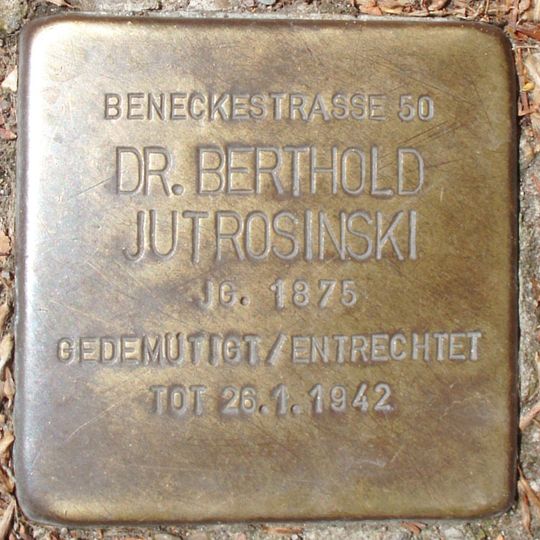 BENECKESTRASSE 50
DR. BERTHOLD
JUTROSINSKI
JG. 1875
GEDEMÜTIGT/ENTRECHTET
TOT 26.1.1942